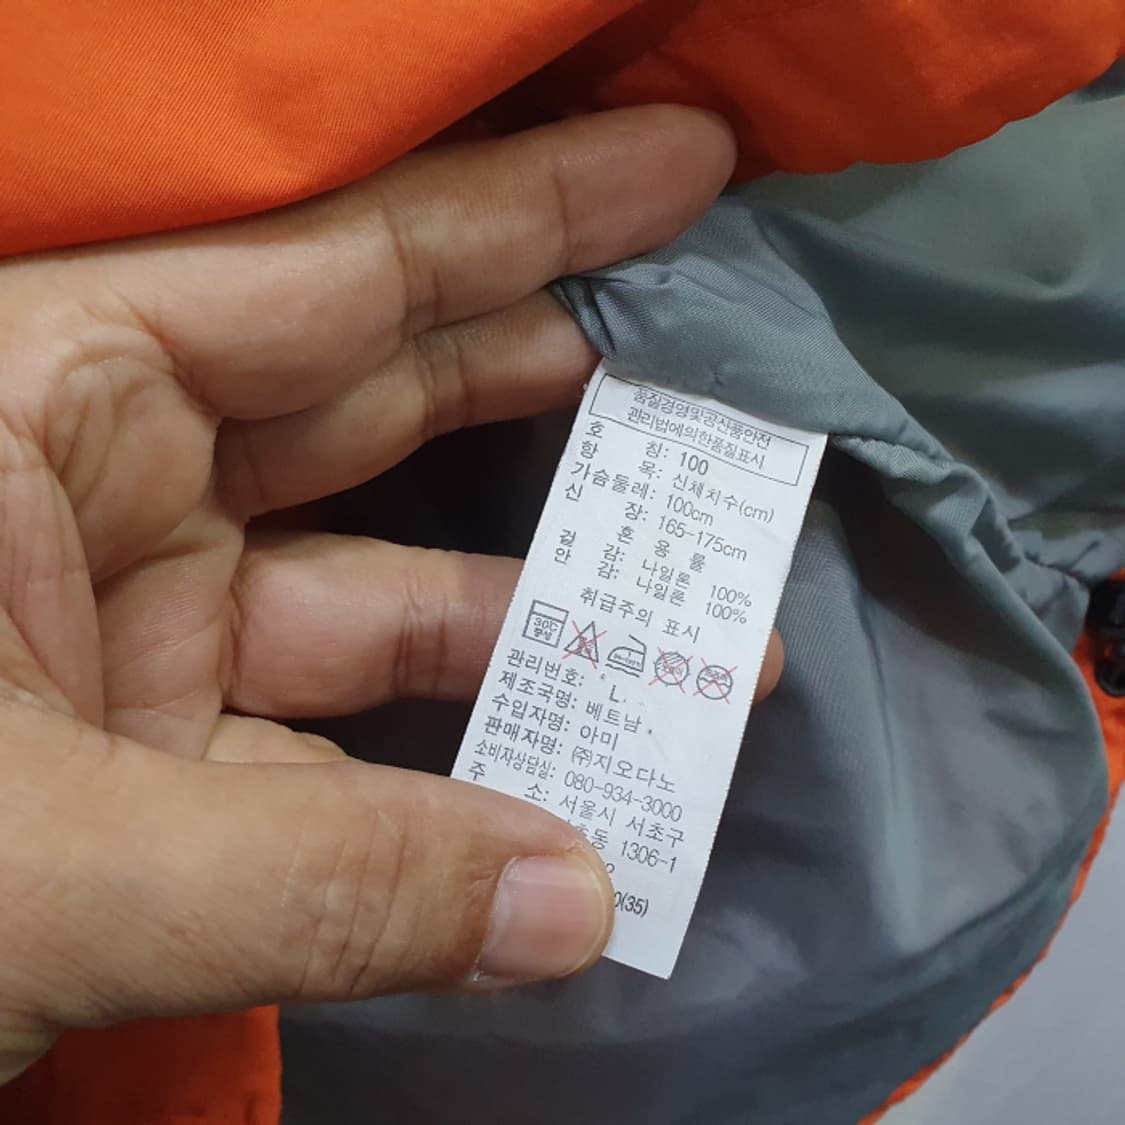 품질경영및공산품안전
관리법에의한품질표시
호 칭: 100
항 목: 신체치수(cm)
가슴둘레: 100cm
신 장: 165-175cm
혼 용 률
겉 감: 나일론 100%
안 감: 나일론 100%
취급주의 표시
30℃
중성
관리번호: L
제조국명: 베트남
수입자명: 아미
판매자명: ㈜지오다노
소비자상담실: 080-934-3000
주 소: 서울시 서초구
동 1306-1
0(35)